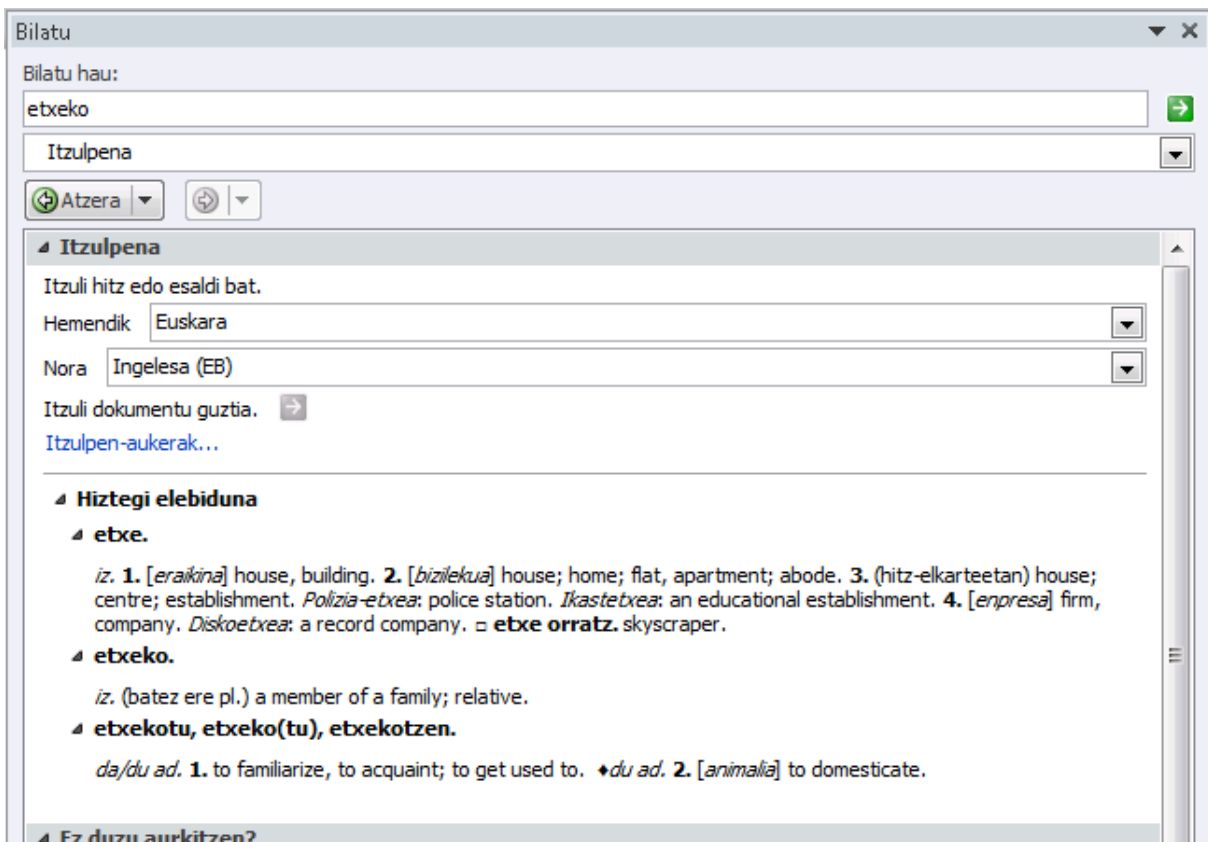 Bilatu
Bilatu hau:
etxeko
Itzulpena
Atzera
Itzulpena
Itzuli hitz edo esaldi bat.
Hemendik Euskara
Nora Ingelesa (EB)
Itzuli dokumentu guztia.
Itzulpen-aukerak...
Hiztegi elebiduna
etxe.
iz. 1. [eraikina] house, building. 2. [bizilekua] house; home; flat, apartment; abode. 3. (hitz-elkarteetan) house;
centre; establishment. Polizia-etxea: police station. Ikastetxea: an educational establishment. 4. [enpresa] firm,
company. Diskoetxea: a record company. □ etxe orratz. skyscraper.
etxeko.
iz. (batez ere pl.) a member of a family; relative.
etxekotu, etxeko(tu), etxekotzen.
da/du ad. 1. to familiarize, to acquaint; to get used to. ♦du ad. 2. [animalia] to domesticate.
Ez duzu aurkitzen?